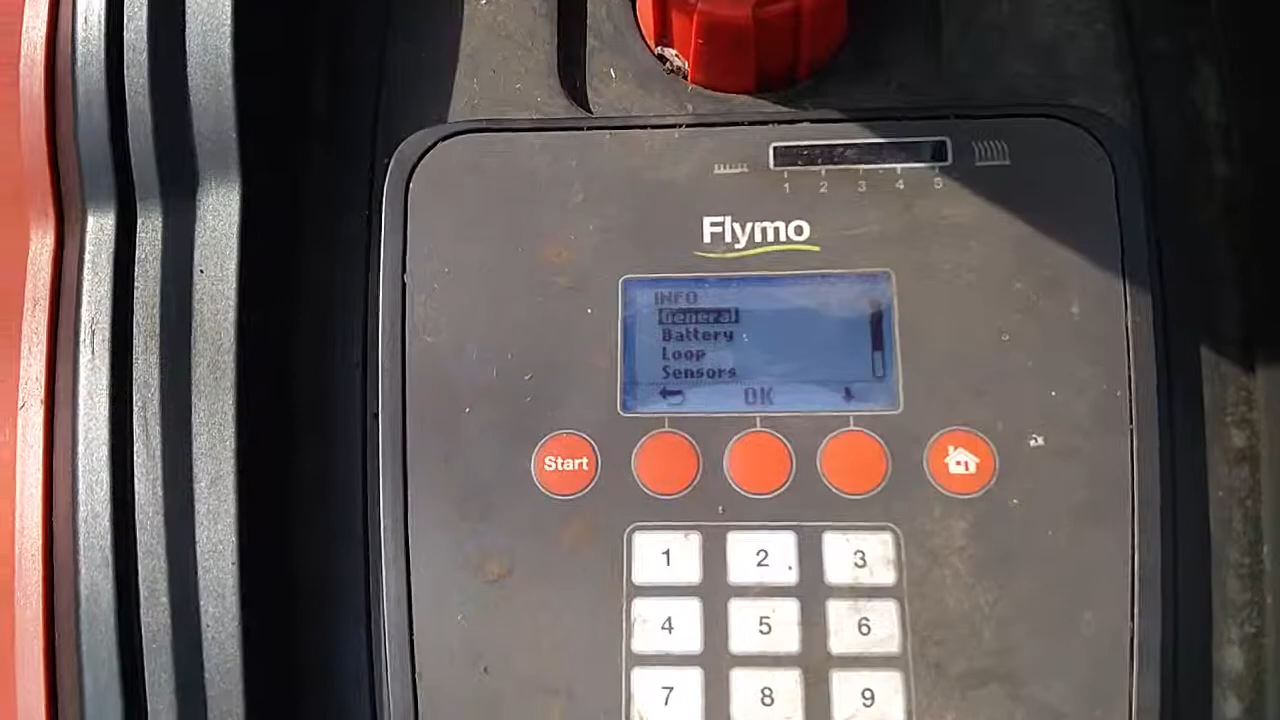 1 2 3 4 5
Flymo
INFO
General
Battery
Loop
Sensors
OK
Start
1 2 3
4 5 6
7 8 9